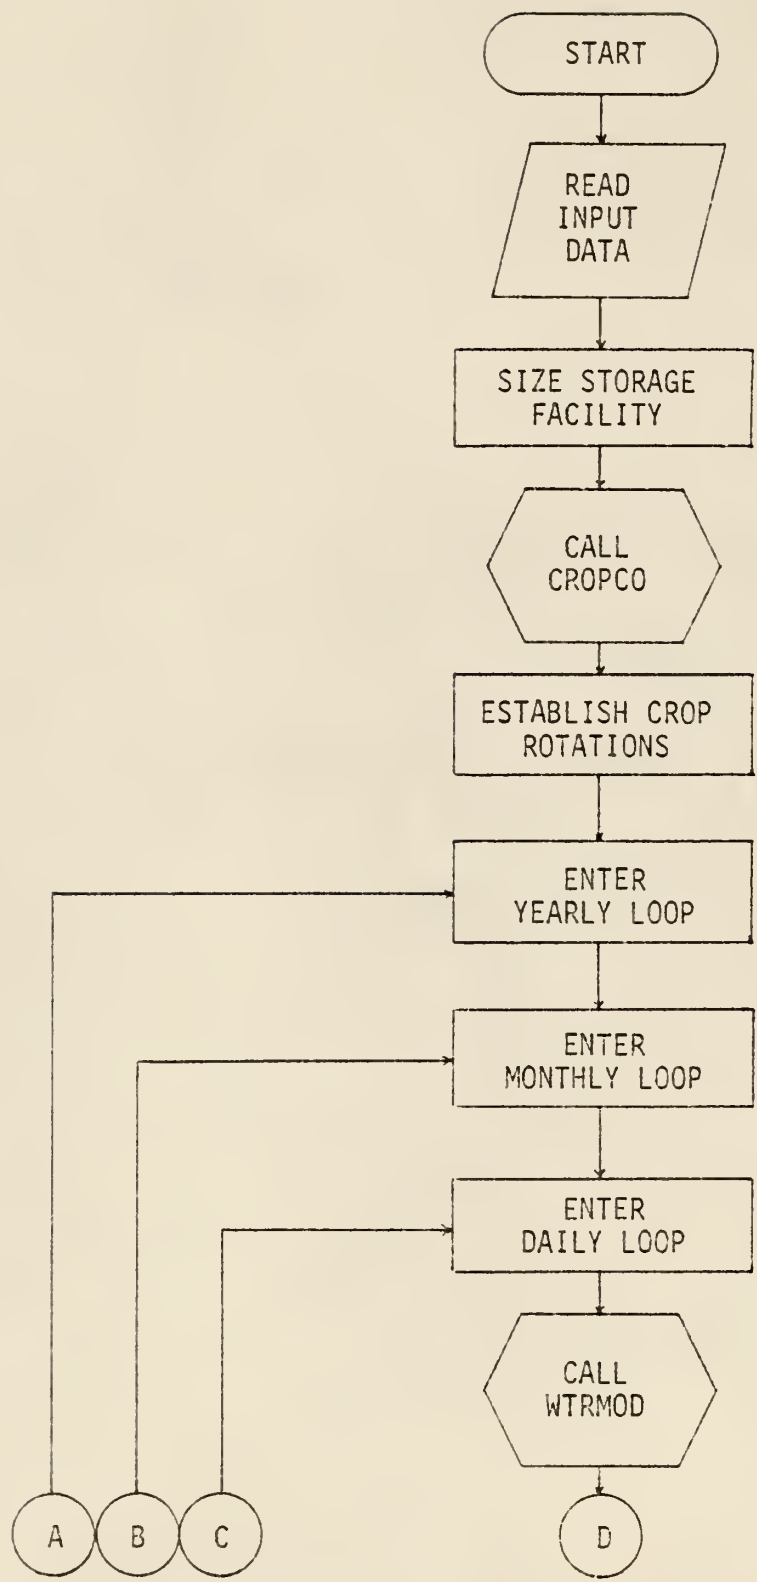 START
READ
INPUT
DATA
SIZE STORAGE
FACILITY
CALL
CROPCO
ESTABLISH CROP
ROTATIONS
ENTER
YEARLY LOOP
ENTER
MONTHLY LOOP
ENTER
DAILY LOOP
CALL
WTRMOD
A
B
C
D